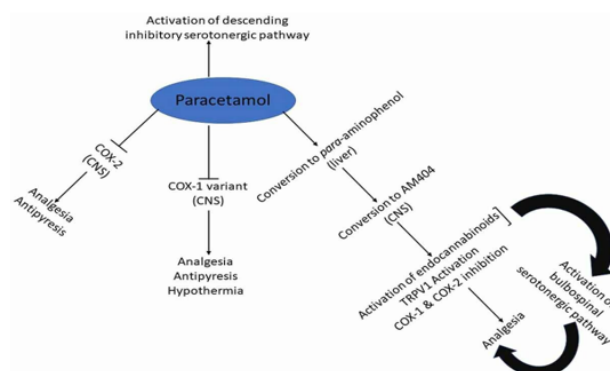 Activation of descending
inhibitory serotonergic pathway
Paracetamol
COX-2
(CNS)
Analgesia
Antipyresis
COX-1 variant
(CNS)
Analgesia
Antipyresis
Hypothermia
Conversion to para-aminophenol
(liver)
Conversion to AM404
(CNS)
Activation of endocannabinoids
TRPV1 Activation
COX-1 & COX-2 inhibition
Analgesia
Activation of
bulbospinal
serotonergic pathway